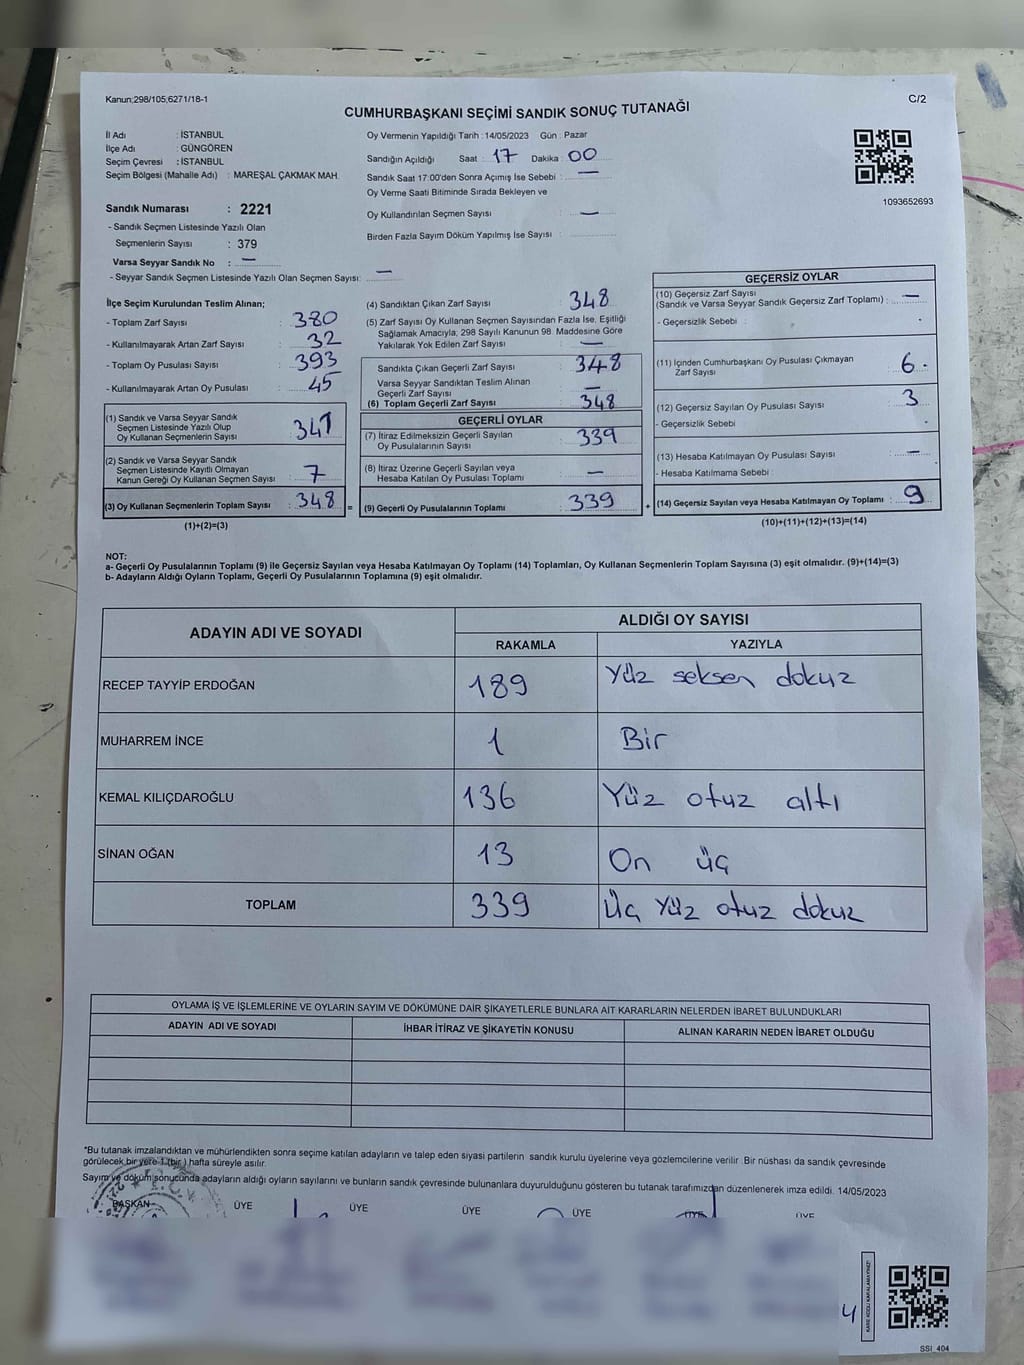 Kanun;298/105;6271/18-1
C/2
CUMHURBAŞKANI SEÇİMİ SANDIK SONUÇ TUTANAĞI
İl Adı : İSTANBUL
İlçe Adı : GÜNGÖREN
Seçim Çevresi : İSTANBUL
Seçim Bölgesi (Mahalle Adı) : MAREŞAL ÇAKMAK MAH.
Sandık Numarası : 2221
- Sandık Seçmen Listesinde Yazılı Olan
Seçmenlerin Sayısı : 379
Varsa Seyyar Sandık No : —
- Seyyar Sandık Seçmen Listesinde Yazılı Olan Seçmen Sayısı: —
Oy Vermenin Yapıldığı Tarih : 14/05/2023 Gün : Pazar
Sandığın Açıldığı Saat : 17 Dakika : 00
Sandık Saat 17:00'den Sonra Açımış İse Sebebi : —
Oy Verme Saati Bitiminde Sırada Bekleyen ve
Oy Kullandırılan Seçmen Sayısı : —
Birden Fazla Sayım Döküm Yapılmış İse Sayısı :
1093652693
İlçe Seçim Kurulundan Teslim Alınan;
- Toplam Zarf Sayısı : 380
- Kullanılmayarak Artan Zarf Sayısı : 32
- Toplam Oy Pusulası Sayısı : 393
- Kullanılmayarak Artan Oy Pusulası : 45
(1) Sandık ve Varsa Seyyar Sandık
Seçmen Listesinde Yazılı Olup
Oy Kullanan Seçmenlerin Sayısı : 341
(2) Sandık ve Varsa Seyyar Sandık
Seçmen Listesinde Kayıtlı Olmayan
Kanun Gereği Oy Kullanan Seçmen Sayısı : 7
(3) Oy Kullanan Seçmenlerin Toplam Sayısı : 348 =
(1)+(2)=(3)
(4) Sandıktan Çıkan Zarf Sayısı : 348
(5) Zarf Sayısı Oy Kullanan Seçmen Sayısından Fazla İse, Eşitliği
Sağlamak Amacıyla; 298 Sayılı Kanunun 98. Maddesine Göre
Yakılarak Yok Edilen Zarf Sayısı : —
Sandıkta Çıkan Geçerli Zarf Sayısı : 348
Varsa Seyyar Sandıktan Teslim Alınan
Geçerli Zarf Sayısı : —
(6) Toplam Geçerli Zarf Sayısı : 348
GEÇERLİ OYLAR
(7) İtiraz Edilmeksizin Geçerli Sayılan
Oy Pusulalarının Sayısı : 339
(8) İtiraz Üzerine Geçerli Sayılan veya
Hesaba Katılan Oy Pusulası Toplamı : —
(9) Geçerli Oy Pusulalarının Toplamı : 339 +
GEÇERSİZ OYLAR
(10) Geçersiz Zarf Sayısı
(Sandık ve Varsa Seyyar Sandık Geçersiz Zarf Toplamı) : —
- Geçersizlik Sebebi :
(11) İçinden Cumhurbaşkanı Oy Pusulası Çıkmayan
Zarf Sayısı : 6
(12) Geçersiz Sayılan Oy Pusulası Sayısı : 3
- Geçersizlik Sebebi :
(13) Hesaba Katılmayan Oy Pusulası Sayısı : —
- Hesaba Katılmama Sebebi :
(14) Geçersiz Sayılan veya Hesaba Katılmayan Oy Toplamı : 9
(10)+(11)+(12)+(13)=(14)
NOT:
a- Geçerli Oy Pusulalarının Toplamı (9) ile Geçersiz Sayılan veya Hesaba Katılmayan Oy Toplamı (14) Toplamları, Oy Kullanan Seçmenlerin Toplam Sayısına (3) eşit olmalıdır. (9)+(14)=(3)
b- Adayların Aldığı Oyların Toplamı, Geçerli Oy Pusulalarının Toplamına (9) eşit olmalıdır.
ADAYIN ADI VE SOYADI ALDIĞI OY SAYISI
RAKAMLA YAZIYLA
RECEP TAYYİP ERDOĞAN 189 Yüz seksen dokuz
MUHARREM İNCE 1 Bir
KEMAL KILIÇDAROĞLU 136 Yüz otuz altı
SİNAN OĞAN 13 On üç
TOPLAM 339 Üç Yüz otuz dokuz
OYLAMA İŞ VE İŞLEMLERİNE VE OYLARIN SAYIM VE DÖKÜMÜNE DAİR ŞİKAYETLERLE BUNLARA AİT KARARLARIN NELERDEN İBARET BULUNDUKLARI
ADAYIN ADI VE SOYADI İHBAR İTİRAZ VE ŞİKAYETİN KONUSU ALINAN KARARIN NEDEN İBARET OLDUĞU
*Bu tutanak imzalandıktan ve mühürlendikten sonra seçime katılan adayların ve talep eden siyasi partilerin sandık kurulu üyelerine veya gözlemcilerine verilir. Bir nüshası da sandık çevresinde
görülecek bir yere 1 (bir) hafta süreyle asılır.
Sayım ve döküm sonucunda adayların aldığı oyların sayılarını ve bunların sandık çevresinde bulunanlara duyurulduğunu gösteren bu tutanak tarafımızdan düzenlenerek imza edildi. 14/05/2023
BAŞKAN ÜYE ÜYE ÜYE ÜYE ÜYE ÜYE
T.C.
4
SSI_404